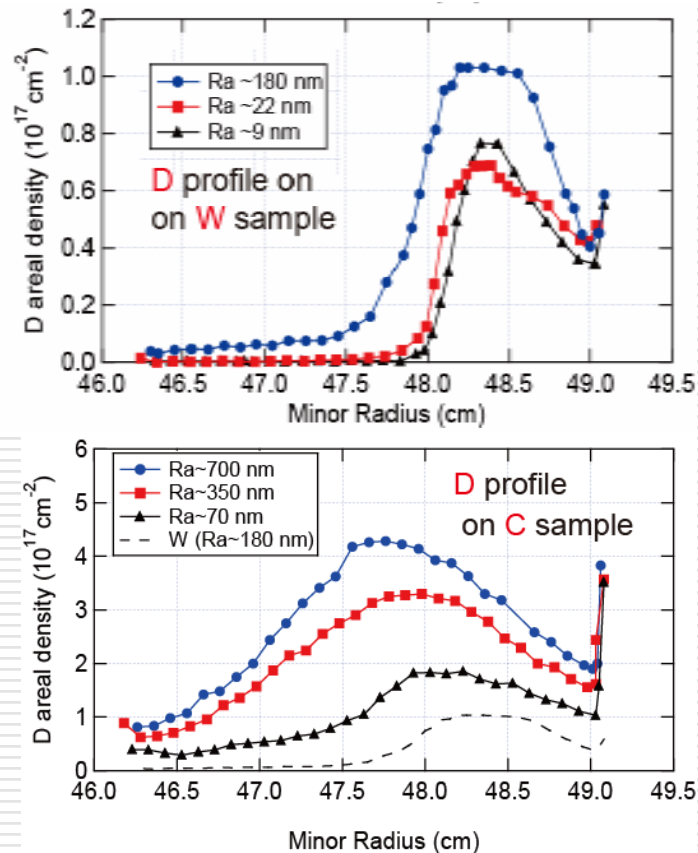 1.2
1.0
0.8
0.6
0.4
0.2
0.0
D areal density (10¹⁷ cm⁻²)
Ra ~180 nm
Ra ~22 nm
Ra ~9 nm
D profile on
on W sample
46.0 46.5 47.0 47.5 48.0 48.5 49.0 49.5
Minor Radius (cm)
6
5
4
3
2
1
0
D areal density (10¹⁷ cm⁻²)
Ra~700 nm
Ra~350 nm
Ra~70 nm
W (Ra~180 nm)
D profile
on C sample
46.0 46.5 47.0 47.5 48.0 48.5 49.0 49.5
Minor Radius (cm)